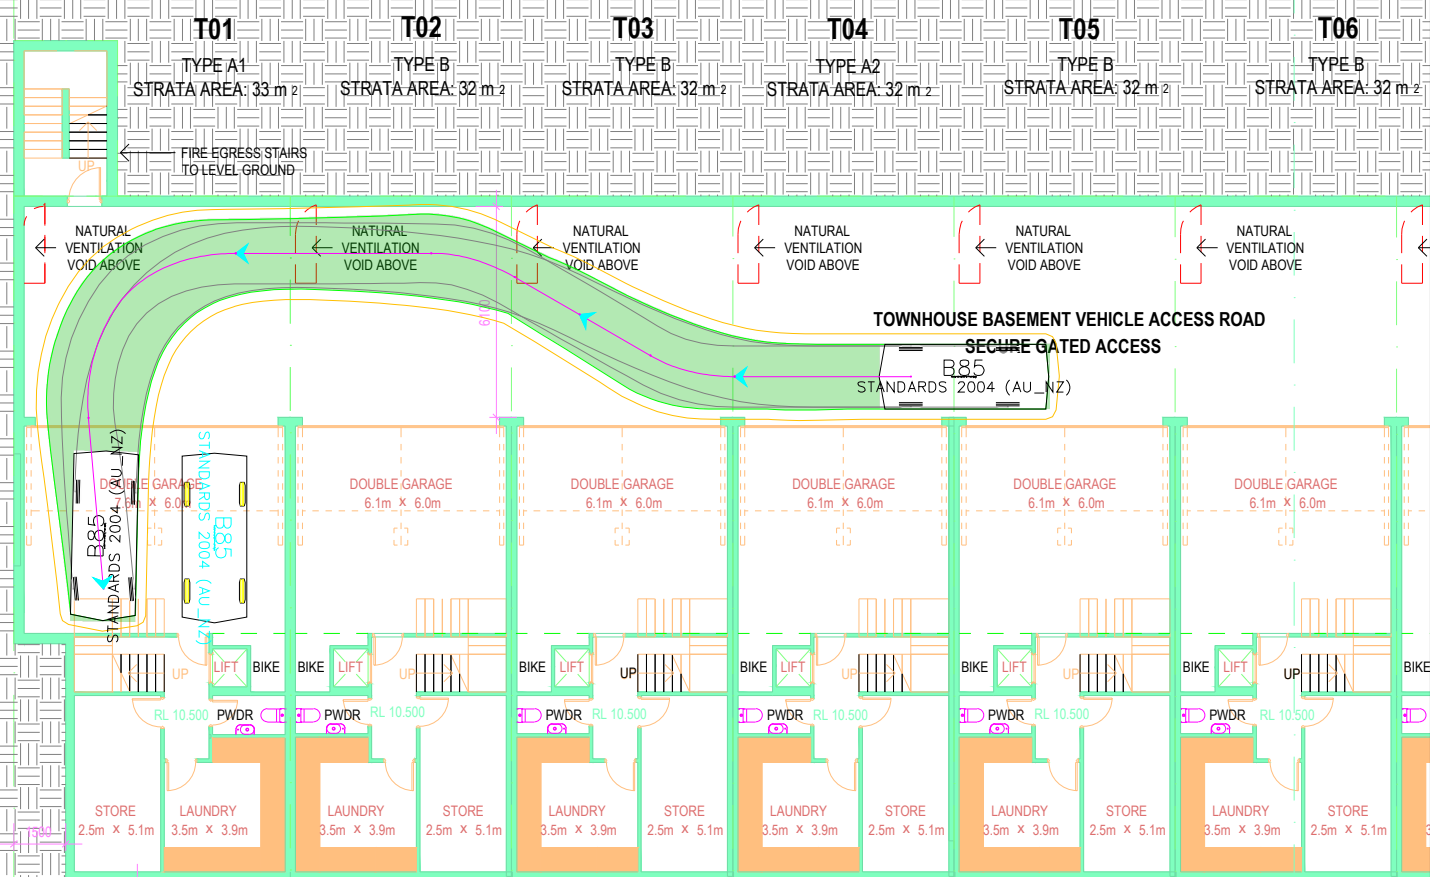 T01
T02
T03
T04
T05
T06
TYPE A1
STRATA AREA: 33 m 2
TYPE B
STRATA AREA: 32 m 2
TYPE B
STRATA AREA: 32 m 2
TYPE A2
STRATA AREA: 32 m 2
TYPE B
STRATA AREA: 32 m 2
TYPE B
STRATA AREA: 32 m 2
FIRE EGRESS STAIRS
TO LEVEL GROUND
UP
NATURAL
VENTILATION
VOID ABOVE
NATURAL
VENTILATION
VOID ABOVE
NATURAL
VENTILATION
VOID ABOVE
NATURAL
VENTILATION
VOID ABOVE
NATURAL
VENTILATION
VOID ABOVE
NATURAL
VENTILATION
VOID ABOVE
6100
TOWNHOUSE BASEMENT VEHICLE ACCESS ROAD
SECURE GATED ACCESS
B85
STANDARDS 2004 (AU_NZ)
B85
STANDARDS 2004 (AU_NZ)
B85
STANDARDS 2004 (AU_NZ)
DOUBLE GARAGE
x 6.0m
DOUBLE GARAGE
6.1m x 6.0m
DOUBLE GARAGE
6.1m x 6.0m
DOUBLE GARAGE
6.1m x 6.0m
DOUBLE GARAGE
6.1m x 6.0m
DOUBLE GARAGE
6.1m x 6.0m
UP
LIFT
BIKE
BIKE
LIFT
UP
BIKE
LIFT
UP
BIKE
LIFT
UP
BIKE
LIFT
UP
BIKE
LIFT
UP
BIKE
RL 10.500
PWDR
PWDR
RL 10.500
PWDR
RL 10.500
PWDR
RL 10.500
PWDR
RL 10.500
PWDR
RL 10.500
STORE
2.5m x 5.1m
LAUNDRY
3.5m x 3.9m
LAUNDRY
3.5m x 3.9m
STORE
2.5m x 5.1m
LAUNDRY
3.5m x 3.9m
STORE
2.5m x 5.1m
LAUNDRY
3.5m x 3.9m
STORE
2.5m x 5.1m
LAUNDRY
3.5m x 3.9m
STORE
2.5m x 5.1m
LAUNDRY
3.5m x 3.9m
STORE
2.5m x 5.1m
1500